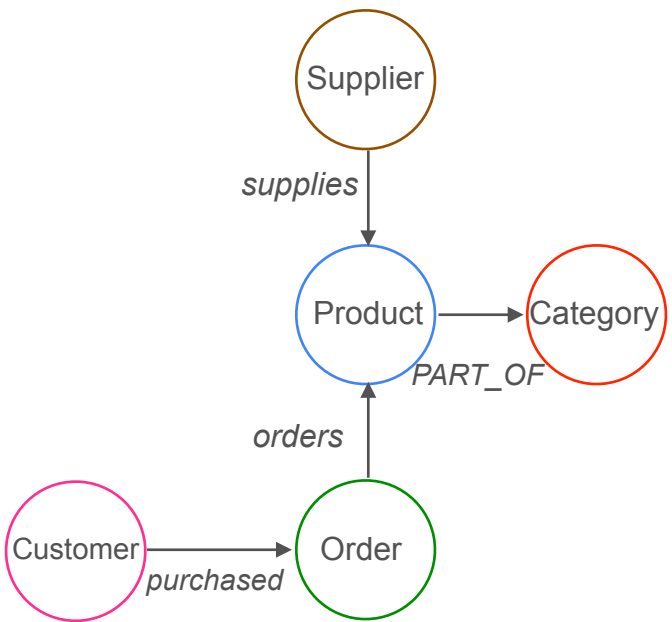 Supplier
supplies
Product
Category
PART_OF
orders
Customer
Order
purchased